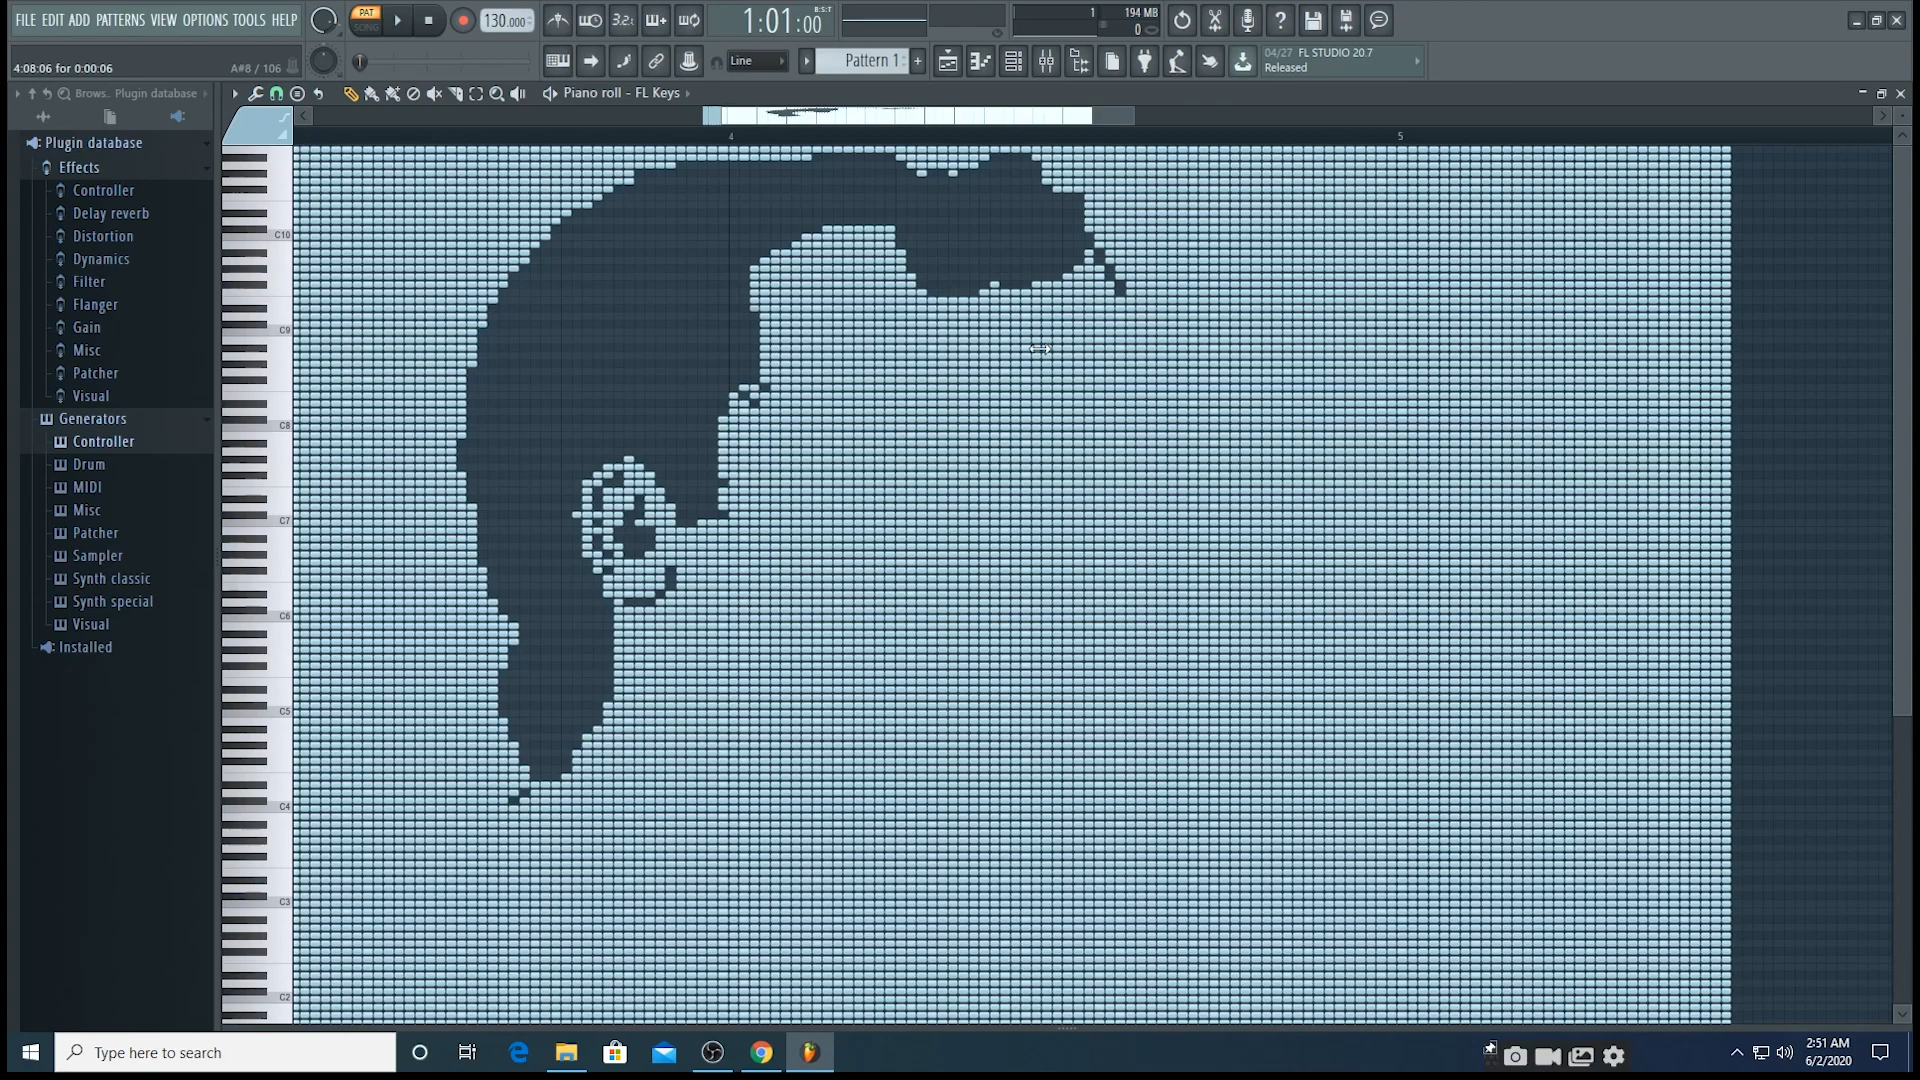 FILE EDIT ADD PATTERNS VIEW OPTIONS TOOLS HELP
PAT
SONG
130.000
3.2.
1:01:00
B:S:T
1
194 MB
0
4:08:06 for 0:00:06
A#8 / 106
Line
Pattern 1
04/27 FL STUDIO 20.7
Released
Brows.. Plugin database
Piano roll - FL Keys
Plugin database
Effects
Controller
Delay reverb
Distortion
Dynamics
Filter
Flanger
Gain
Misc
Patcher
Visual
Generators
Controller
Drum
MIDI
Misc
Patcher
Sampler
Synth classic
Synth special
Visual
Installed
4
5
C10
C9
C8
C7
C6
C5
C4
C3
C2
Type here to search
2:51 AM
6/2/2020